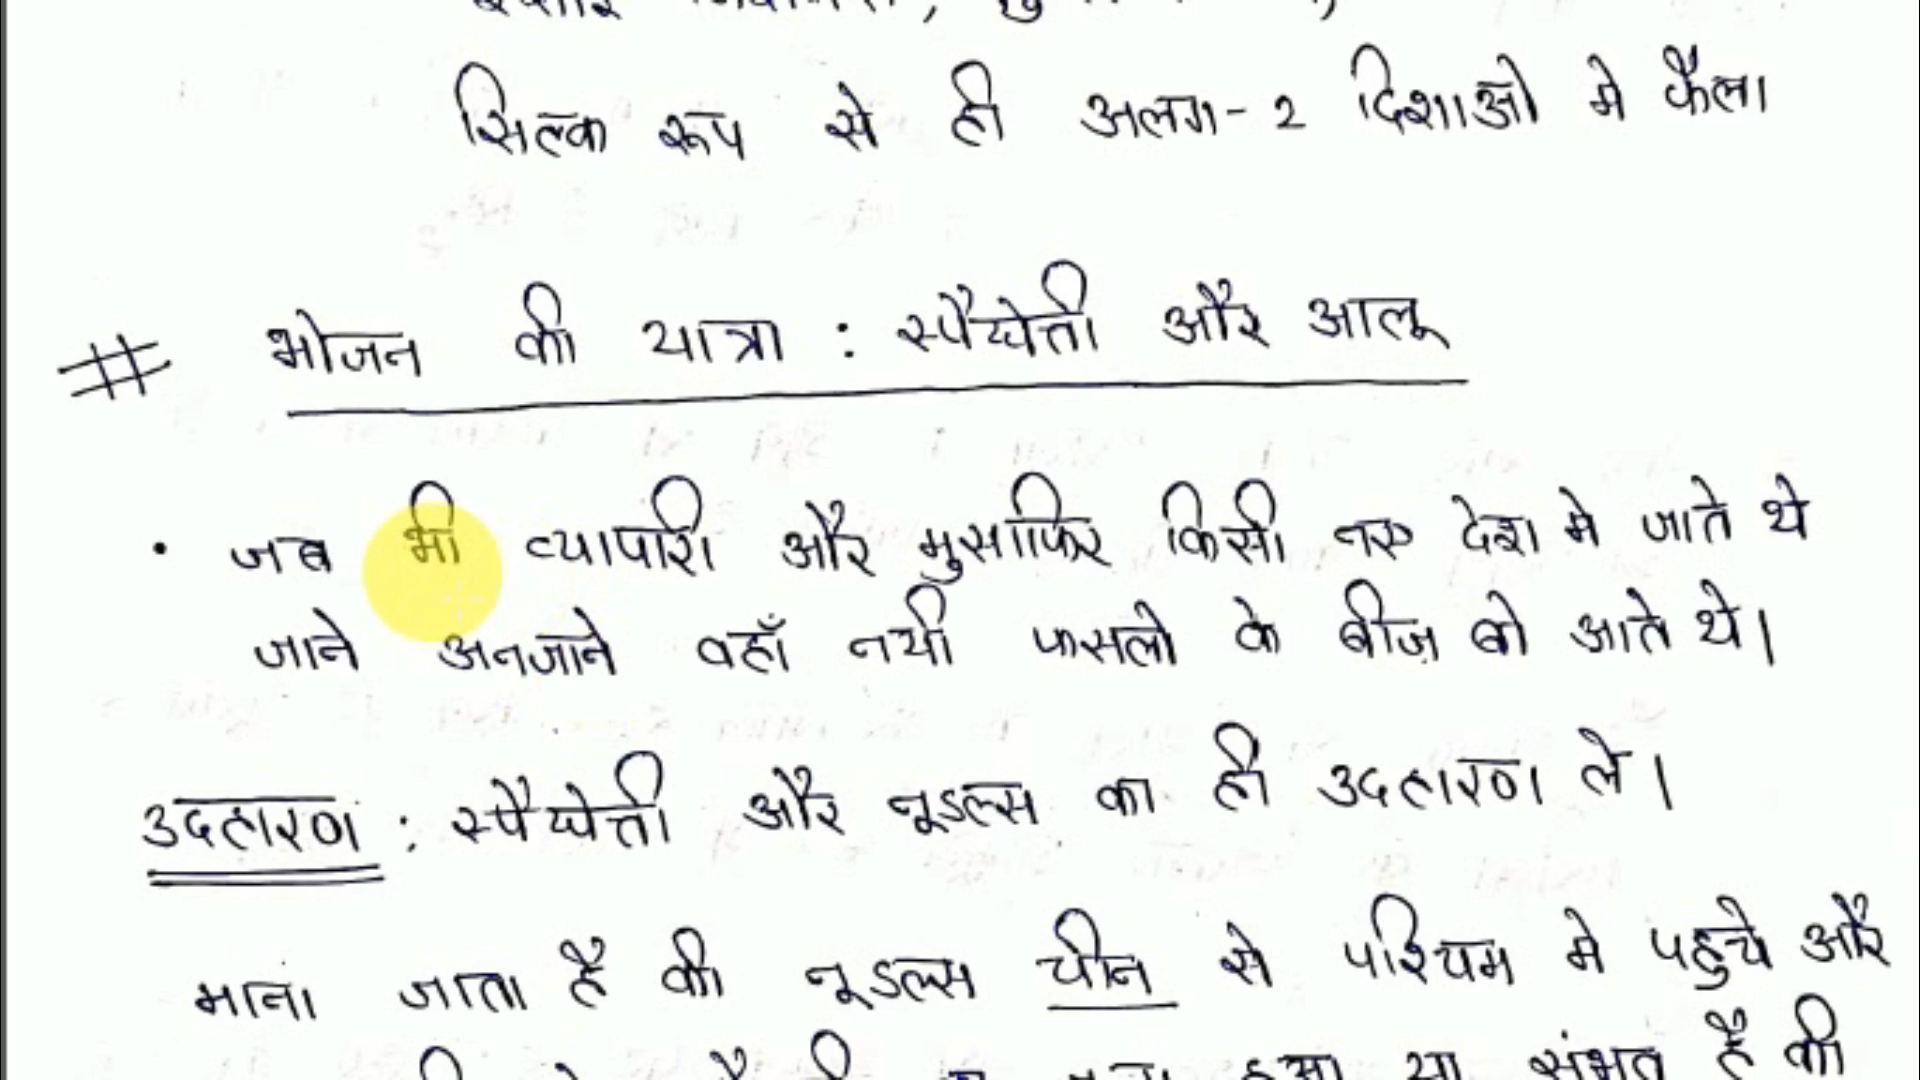 सिल्क रूप से ही अलग-2 दिशाओ मे फैला
# भोजन की यात्रा : स्पैघेत्ती और आलू
• जब भी व्यापारी और मुसाफिर किसी नए देश मे जाते थे
जाने अनजाने वहाँ नयी फसलो के बीज़ बो आते थे।
उदहारण : स्पैघेत्ती और नूडल्स का ही उदहारण ले।
माना जाता है की नूडल्स चीन से पश्चिम मे पहुचे और
संभव है की